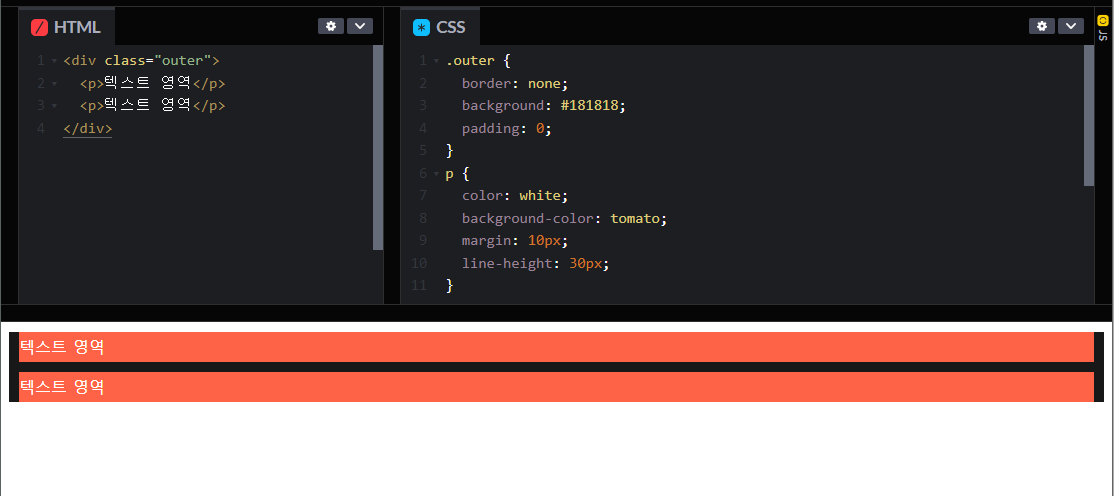 HTML
1 <div class="outer">
2 <p>텍스트 영역</p>
3 <p>텍스트 영역</p>
4 </div>
CSS
1 .outer {
2 border: none;
3 background: #181818;
4 padding: 0;
5 }
6 p {
7 color: white;
8 background-color: tomato;
9 margin: 10px;
10 line-height: 30px;
11 }
JS
텍스트 영역
텍스트 영역